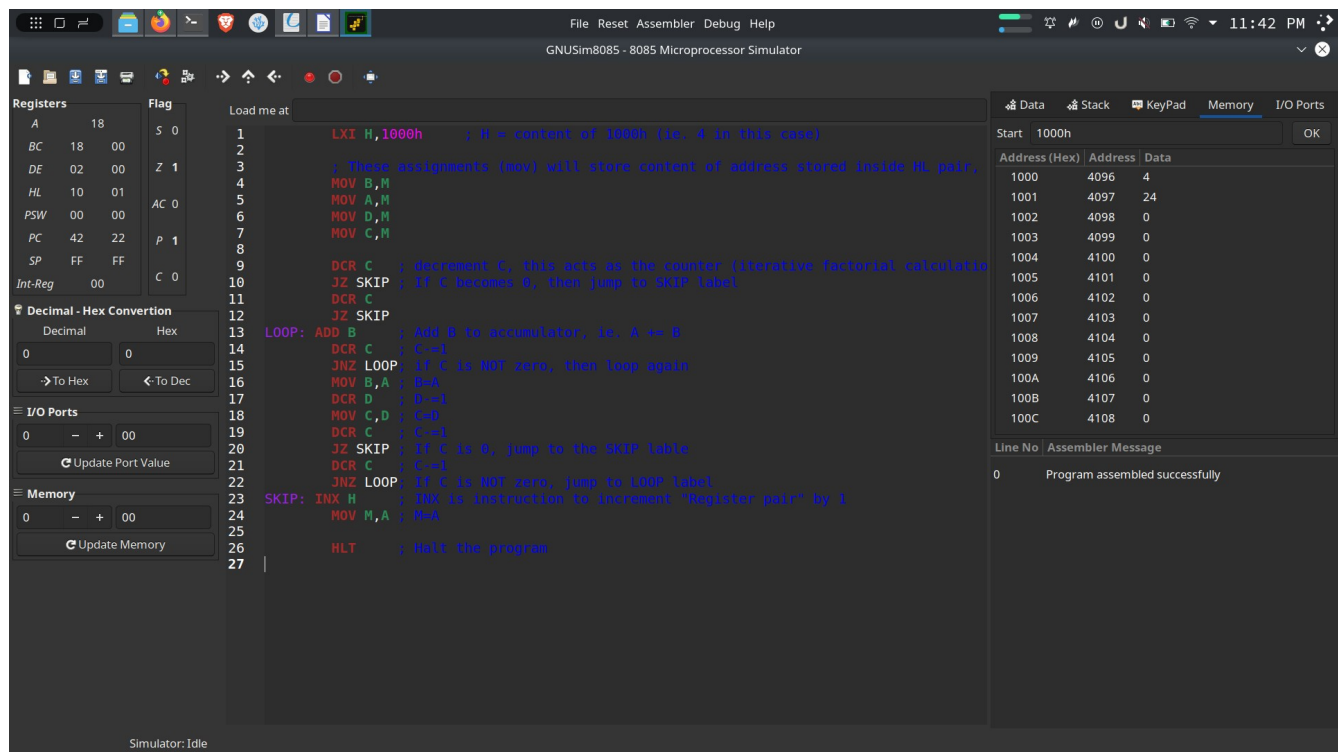 File Reset Assembler Debug Help
11:42 PM
GNUSim8085 - 8085 Microprocessor Simulator
Registers
A 18
BC 18 00
DE 02 00
HL 10 01
PSW 00 00
PC 42 22
SP FF FF
Int-Reg 00
Flag
S 0
Z 1
AC 0
P 1
C 0
Decimal - Hex Convertion
Decimal Hex
0 0
To Hex To Dec
I/O Ports
0 - + 00
Update Port Value
Memory
0 - + 00
Update Memory
Load me at
1 LXI H,1000h ; H = content of 1000h (ie. 4 in this case)
2
3 ; These assignments (mov) will store content of address stored inside HL pair,
4 MOV B,M
5 MOV A,M
6 MOV D,M
7 MOV C,M
8
9 DCR C ; decrement C, this acts as the counter (iterative factorial calculatio
10 JZ SKIP ; If C becomes 0, then jump to SKIP label
11 DCR C
12 JZ SKIP
13 LOOP: ADD B ; Add B to accumulator, ie. A += B
14 DCR C ; C-=1
15 JNZ LOOP; if C is NOT zero, then loop again
16 MOV B,A ; B=A
17 DCR D ; D-=1
18 MOV C,D ; C=D
19 DCR C ; C-=1
20 JZ SKIP ; If C is 0, jump to the SKIP lable
21 DCR C ; C-=1
22 JNZ LOOP; If C is NOT zero, jump to LOOP label
23 SKIP: INX H ; INX is instruction to increment "Register pair" by 1
24 MOV M,A ; M=A
25
26 HLT ; Halt the program
27
Data Stack KeyPad Memory I/O Ports
Start 1000h OK
Address (Hex) Address Data
1000 4096 4
1001 4097 24
1002 4098 0
1003 4099 0
1004 4100 0
1005 4101 0
1006 4102 0
1007 4103 0
1008 4104 0
1009 4105 0
100A 4106 0
100B 4107 0
100C 4108 0
Line No Assembler Message
0 Program assembled successfully
Simulator: Idle